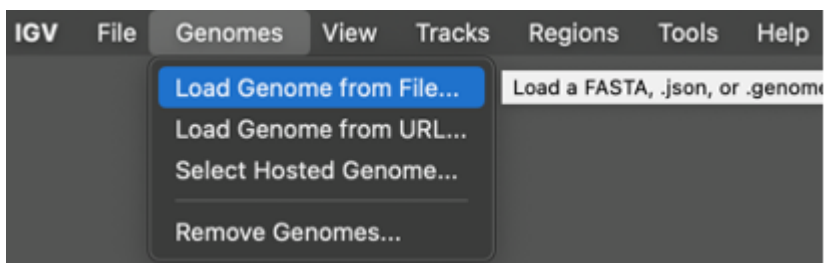 IGV File Genomes View Tracks Regions Tools Help
Load Genome from File... Load a FASTA, .json, or .genome
Load Genome from URL...
Select Hosted Genome...
Remove Genomes...